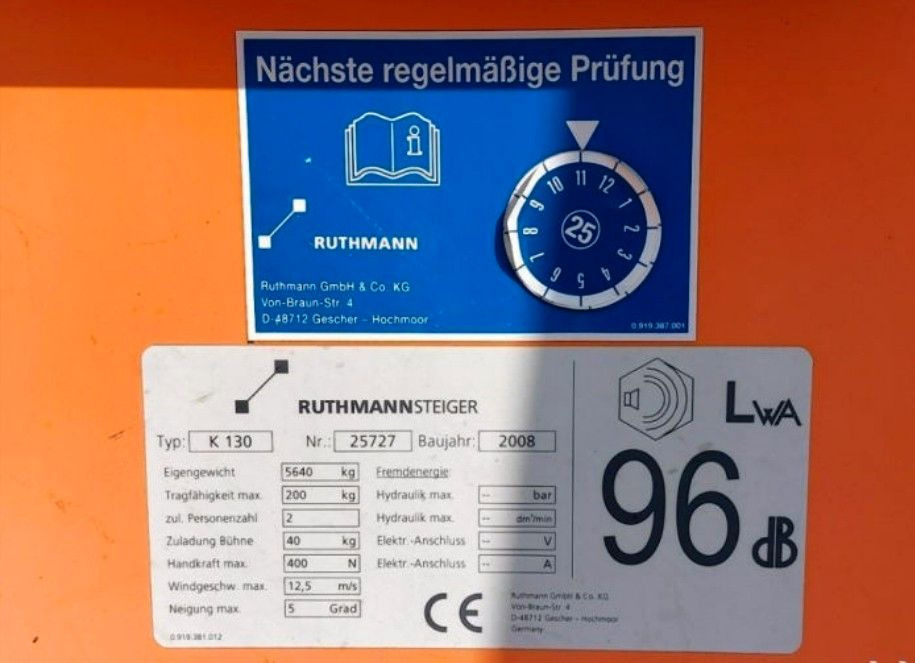 Nächste regelmäßige Prüfung
i
RUTHMANN
Ruthmann GmbH & Co. KG
Von-Braun-Str. 4
D-48712 Gescher - Hochmoor
11 12 1 2 3 4 5 6 7 8 9 10
25
0.919.387.001
RUTHMANNSTEIGER
Typ: K 130 Nr.: 25727 Baujahr: 2008
Eigengewicht 5640 kg Fremdenergie:
Tragfähigkeit max. 200 kg Hydraulik max. -- bar
zul. Personenzahl 2 Hydraulik max. -- dm³/min
Zuladung Bühne 40 kg Elektr.-Anschluss -- V
Handkraft max. 400 N Elektr.-Anschluss -- A
Windgeschw. max. 12,5 m/s
Neigung max. 5 Grad
0.919.381.012
CE
Ruthmann GmbH & Co. KG
Von-Braun-Str. 4
D-48712 Gescher - Hochmoor
Germany
LWA
96 dB